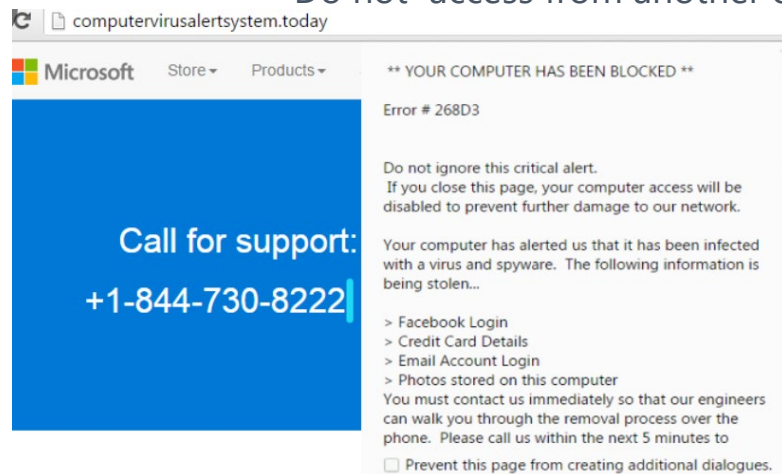 Do not access from another
computervirusalertsystem.today
Microsoft Store Products
Call for support:
+1-844-730-8222
** YOUR COMPUTER HAS BEEN BLOCKED **
Error # 268D3
Do not ignore this critical alert.
If you close this page, your computer access will be
disabled to prevent further damage to our network.
Your computer has alerted us that it has been infected
with a virus and spyware. The following information is
being stolen...
> Facebook Login
> Credit Card Details
> Email Account Login
> Photos stored on this computer
You must contact us immediately so that our engineers
can walk you through the removal process over the
phone. Please call us within the next 5 minutes to
Prevent this page from creating additional dialogues.